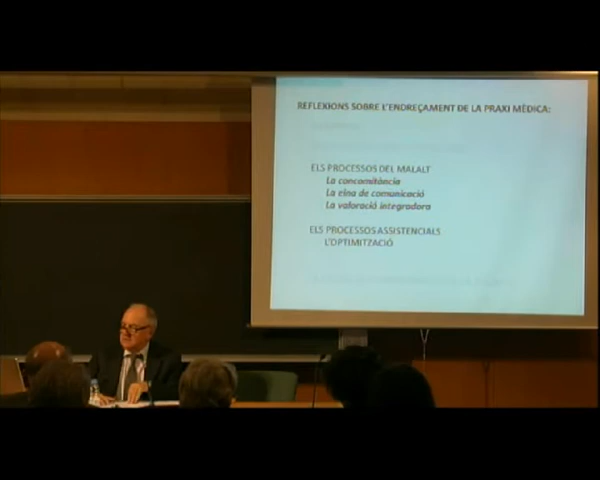 REFLEXIONS SOBRE L'ENDREÇAMENT DE LA PRAXI MÈDICA:
ELS PROCESSOS DEL MALALT
La concomitància
La eina de comunicació
La valoració integradora
ELS PROCESSOS ASSISTENCIALS
L'OPTIMITZACIÓ